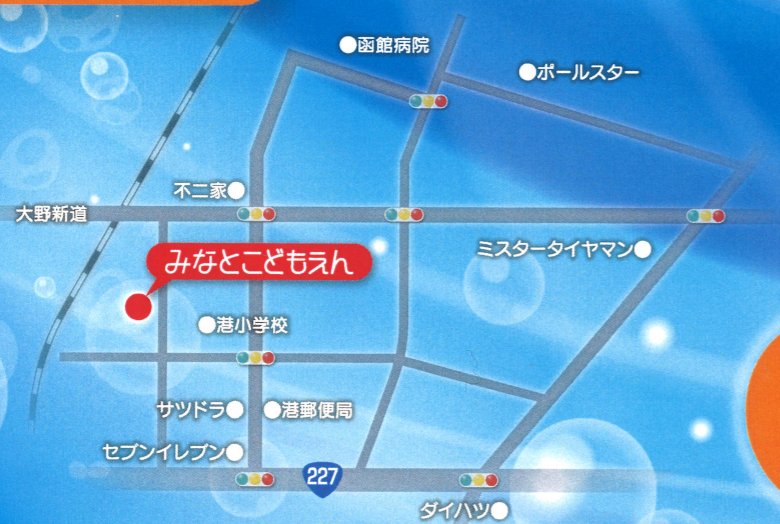 函館病院
ポールスター
不二家
大野新道
みなとこどもえん
ミスタータイヤマン
港小学校
サツドラ
港郵便局
セブンイレブン
227
ダイハツ